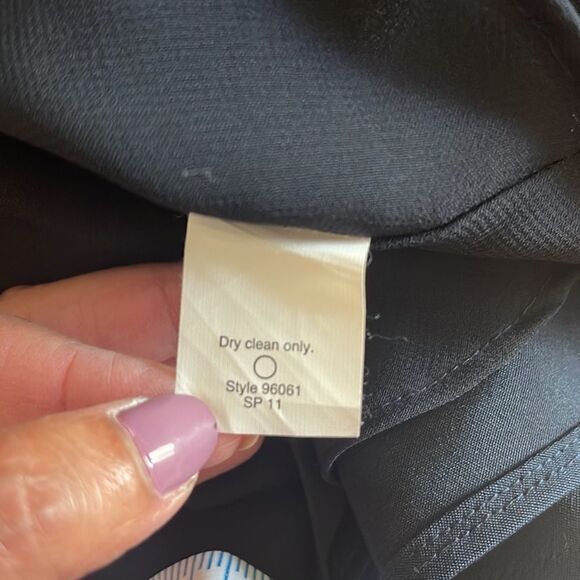 Dry clean only.
Style 96061
SP 11